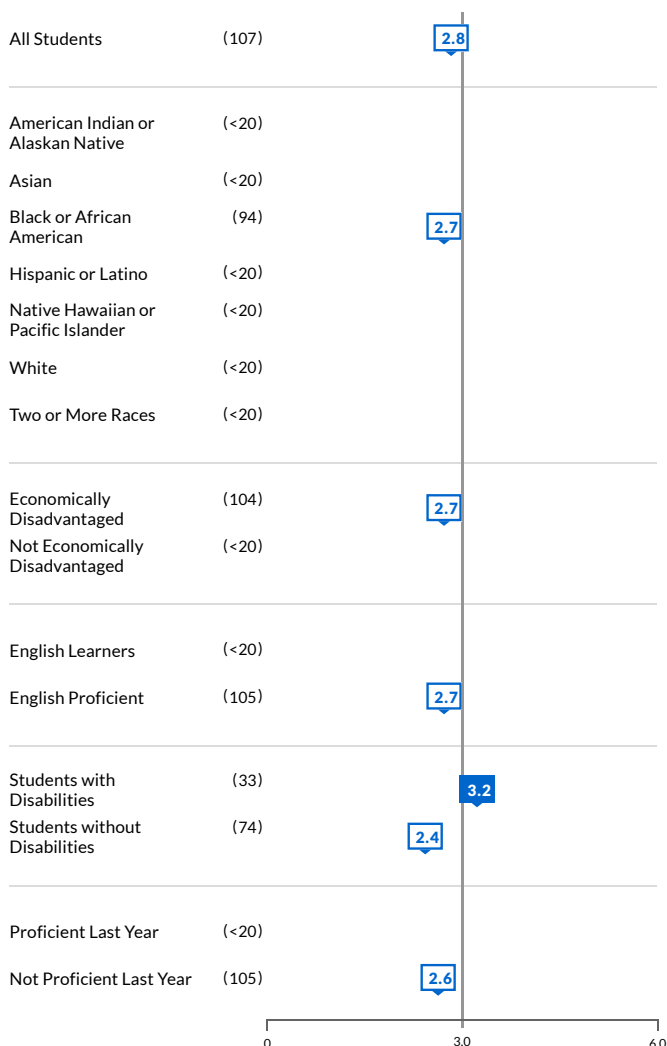 All Students (107) 2.8
American Indian or (<20)
Alaskan Native
Asian (<20)
Black or African (94) 2.7
American
Hispanic or Latino (<20)
Native Hawaiian or (<20)
Pacific Islander
White (<20)
Two or More Races (<20)
Economically (104) 2.7
Disadvantaged
Not Economically (<20)
Disadvantaged
English Learners (<20)
English Proficient (105) 2.7
Students with (33) 3.2
Disabilities
Students without (74) 2.4
Disabilities
Proficient Last Year (<20)
Not Proficient Last Year (105) 2.6
0 3.0 6.0